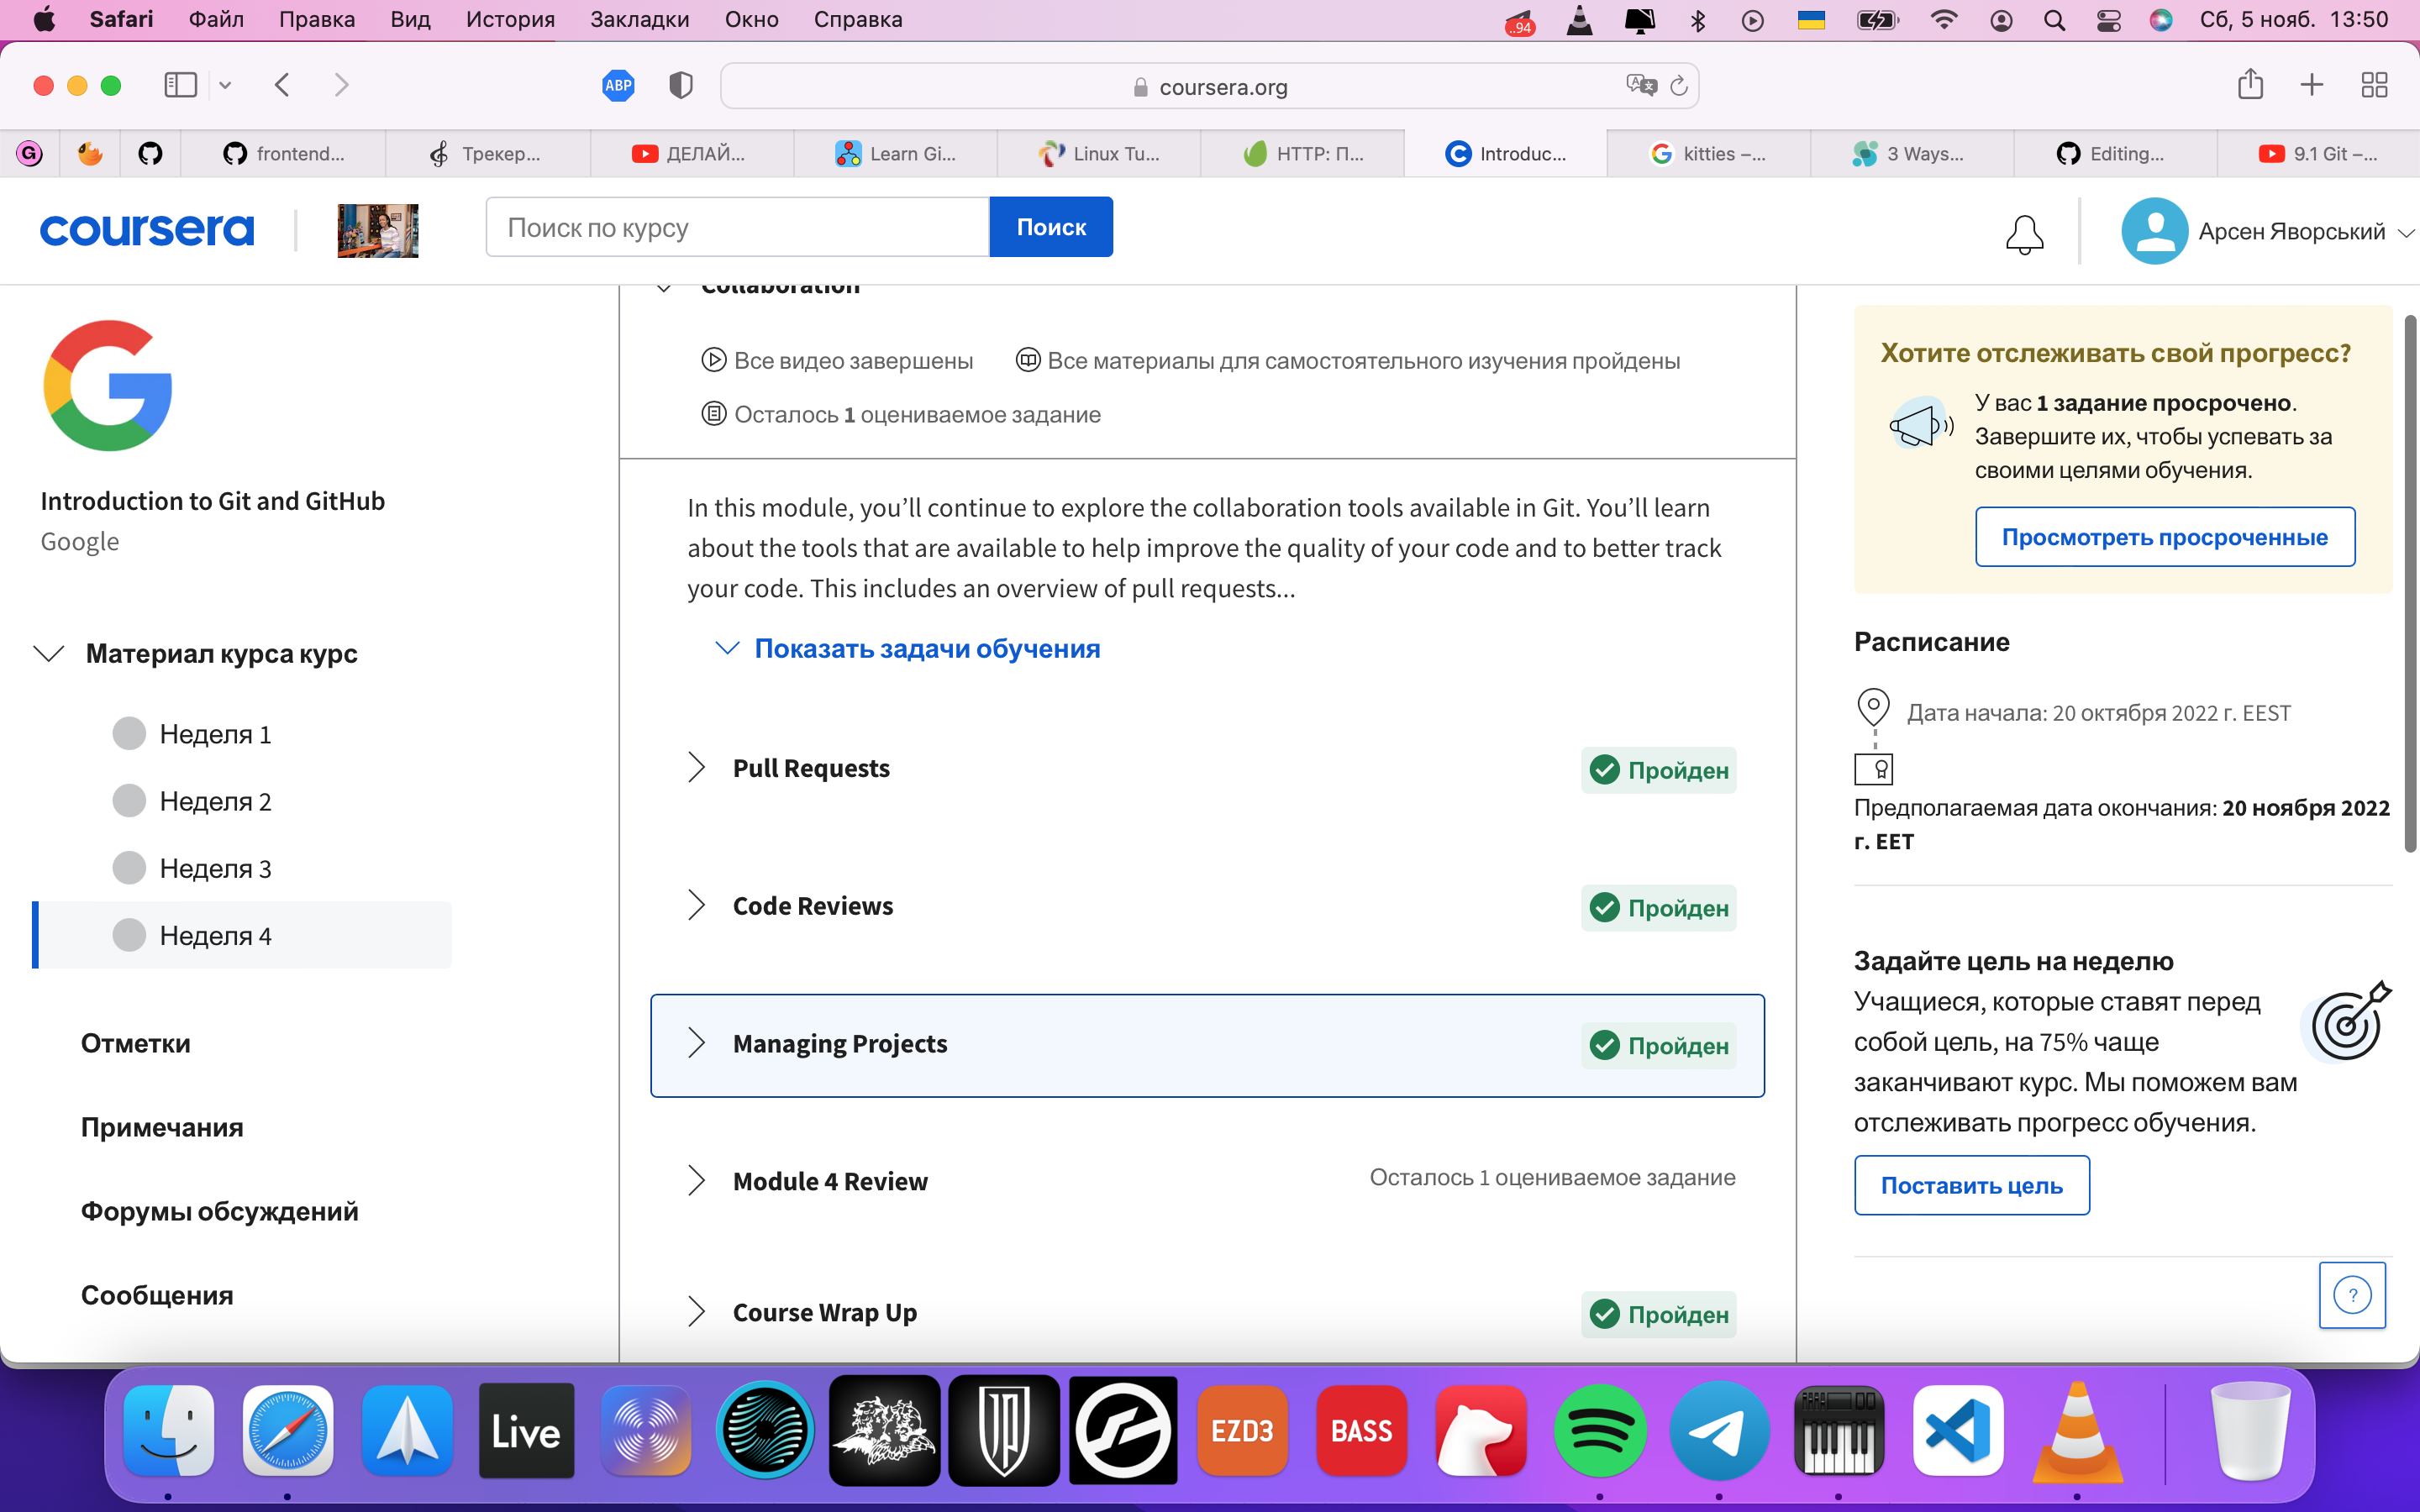 Safari Файл Правка Вид История Закладки Окно Справка ..94 Сб, 5 нояб. 13:50
ABP coursera.org
G frontend... Трекер... ДЕЛАЙ... Learn Gi... Linux Tu... HTTP: П... Introduc... kitties –... 3 Ways... Editing... 9.1 Git –...
coursera Поиск по курсу Поиск Арсен Яворський
Collaboration
Все видео завершены Все материалы для самостоятельного изучения пройдены
Осталось 1 оцениваемое задание
In this module, you’ll continue to explore the collaboration tools available in Git. You’ll learn
about the tools that are available to help improve the quality of your code and to better track
your code. This includes an overview of pull requests...
Показать задачи обучения
Pull Requests Пройден
Code Reviews Пройден
Managing Projects Пройден
Module 4 Review Осталось 1 оцениваемое задание
Course Wrap Up Пройден
Introduction to Git and GitHub
Google
Материал курса курс
Неделя 1
Неделя 2
Неделя 3
Неделя 4
Отметки
Примечания
Форумы обсуждений
Сообщения
Хотите отслеживать свой прогресс?
У вас 1 задание просрочено.
Завершите их, чтобы успевать за
своими целями обучения.
Просмотреть просроченные
Расписание
Дата начала: 20 октября 2022 г. EEST
Предполагаемая дата окончания: 20 ноября 2022
г. EET
Задайте цель на неделю
Учащиеся, которые ставят перед
собой цель, на 75% чаще
заканчивают курс. Мы поможем вам
отслеживать прогресс обучения.
Поставить цель
?
Live EZD3 BASS